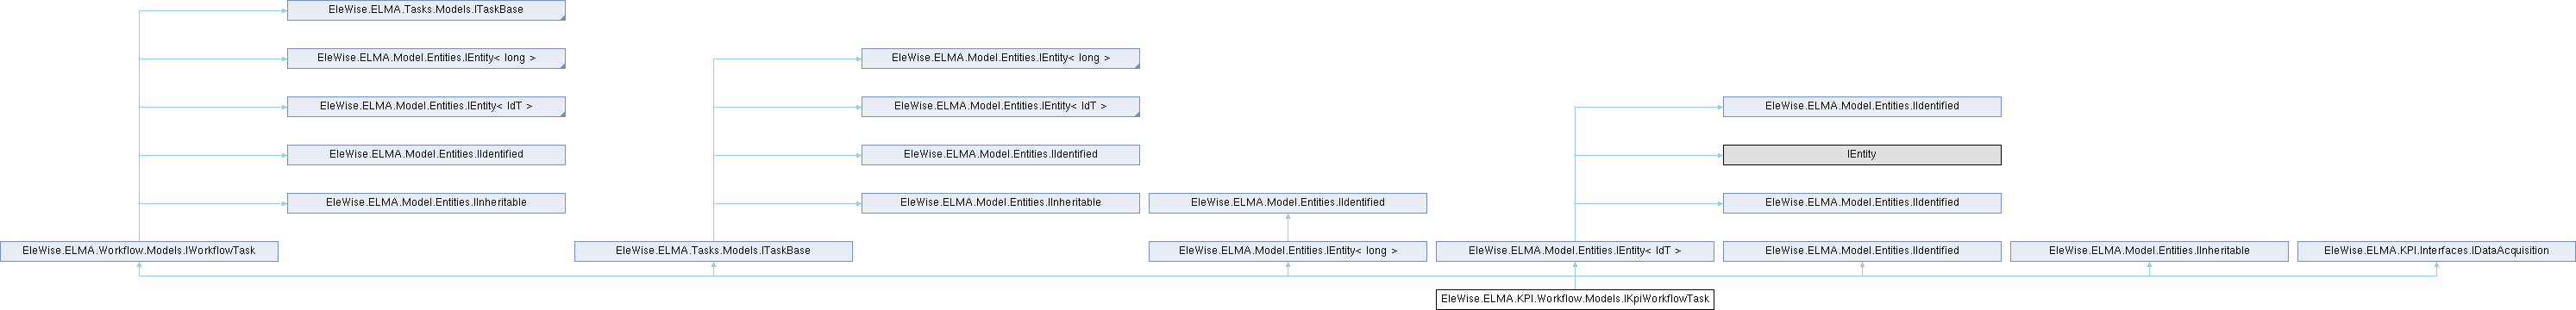 EleWise.ELMA.Tasks.Models.ITaskBase
EleWise.ELMA.Model.Entities.IEntity< long >
EleWise.ELMA.Model.Entities.IEntity< long >
EleWise.ELMA.Model.Entities.IEntity< IdT >
EleWise.ELMA.Model.Entities.IEntity< IdT >
EleWise.ELMA.Model.Entities.IIdentified
EleWise.ELMA.Model.Entities.IIdentified
EleWise.ELMA.Model.Entities.IIdentified
IEntity
EleWise.ELMA.Model.Entities.IInheritable
EleWise.ELMA.Model.Entities.IInheritable
EleWise.ELMA.Model.Entities.IIdentified
EleWise.ELMA.Model.Entities.IIdentified
EleWise.ELMA.Workflow.Models.IWorkflowTask
EleWise.ELMA.Tasks.Models.ITaskBase
EleWise.ELMA.Model.Entities.IEntity< long >
EleWise.ELMA.Model.Entities.IEntity< IdT >
EleWise.ELMA.Model.Entities.IIdentified
EleWise.ELMA.Model.Entities.IInheritable
EleWise.ELMA.KPI.Interfaces.IDataAcquisition
EleWise.ELMA.KPI.Workflow.Models.IKpiWorkflowTask